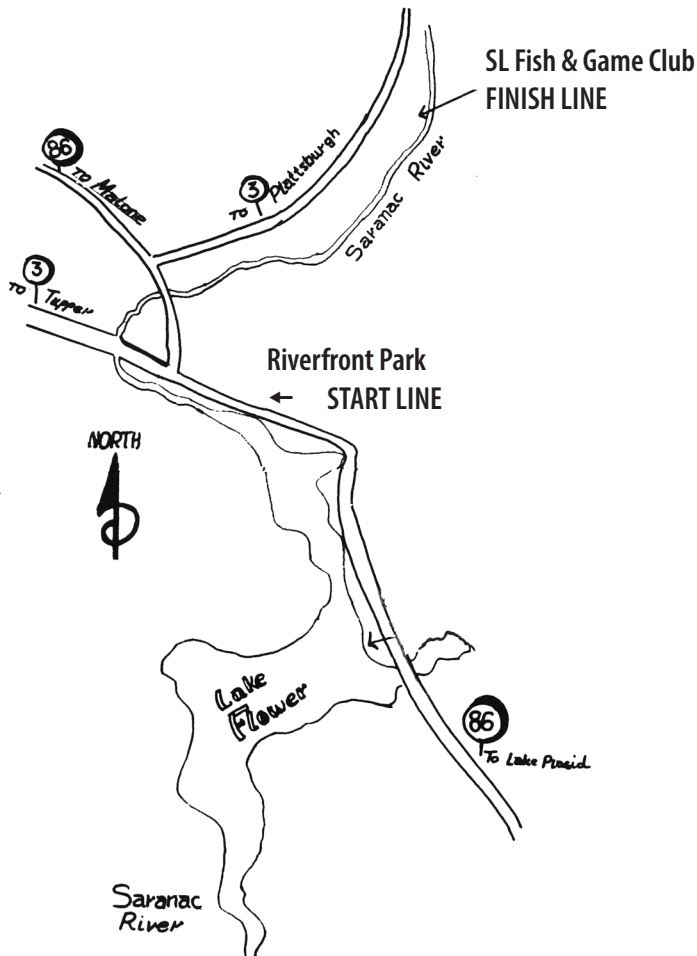 SL Fish & Game Club
FINISH LINE
86
TO Malone
3
TO Plattsburgh
Saranac River
3
TO Tupper
Riverfront Park
← START LINE
NORTH
Lake
Flower
86
To Lake Placid
Saranac
River